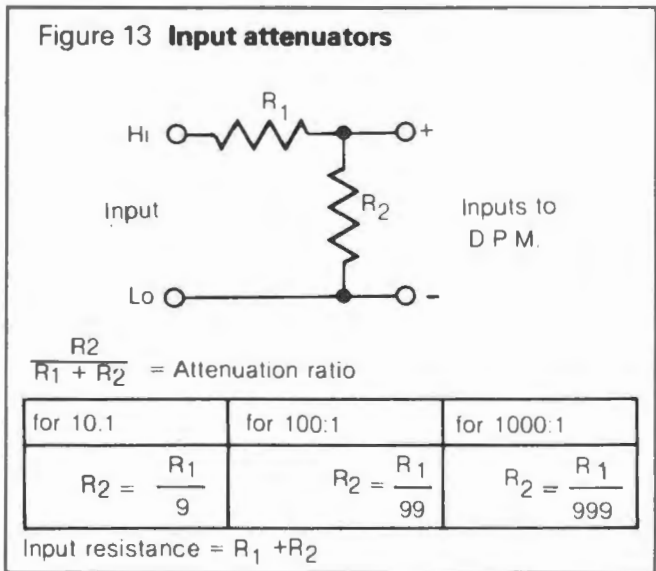 Figure 13 Input attenuators
R1
HI
+
Input
R2
Inputs to
D P M.
Lo
-
R2
R1 + R2
= Attenuation ratio
for 10.1
for 100:1
for 1000:1
R2 = R1
9
R2 = R1
99
R2 = R1
999
Input resistance = R1 +R2